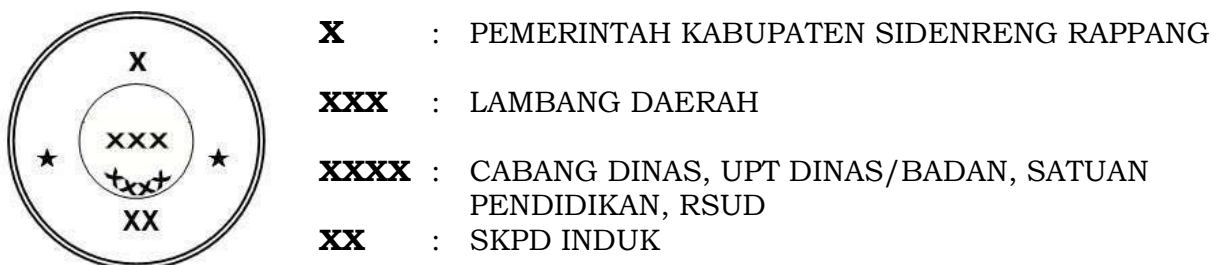 X
XXX
★ ★
XXXX
XX
X : PEMERINTAH KABUPATEN SIDENRENG RAPPANG
XXX : LAMBANG DAERAH
XXXX : CABANG DINAS, UPT DINAS/BADAN, SATUAN
PENDIDIKAN, RSUD
XX : SKPD INDUK